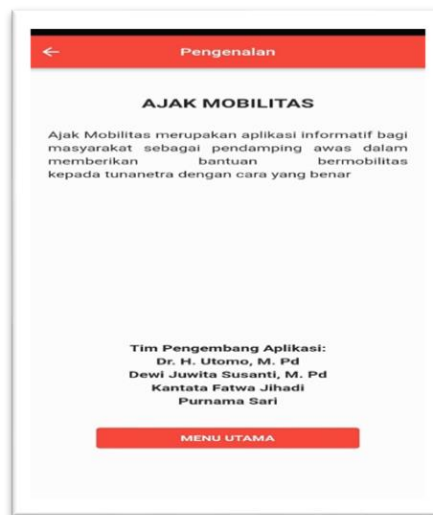 Pengenalan
AJAK MOBILITAS
Ajak Mobilitas merupakan aplikasi informatif bagi
masyarakat sebagai pendamping awas dalam
memberikan bantuan bermobilitas
kepada tunanetra dengan cara yang benar
Tim Pengembang Aplikasi:
Dr. H. Utomo, M. Pd
Dewi Juwita Susanti, M. Pd
Kantata Fatwa Jihadi
Purnama Sari
MENU UTAMA